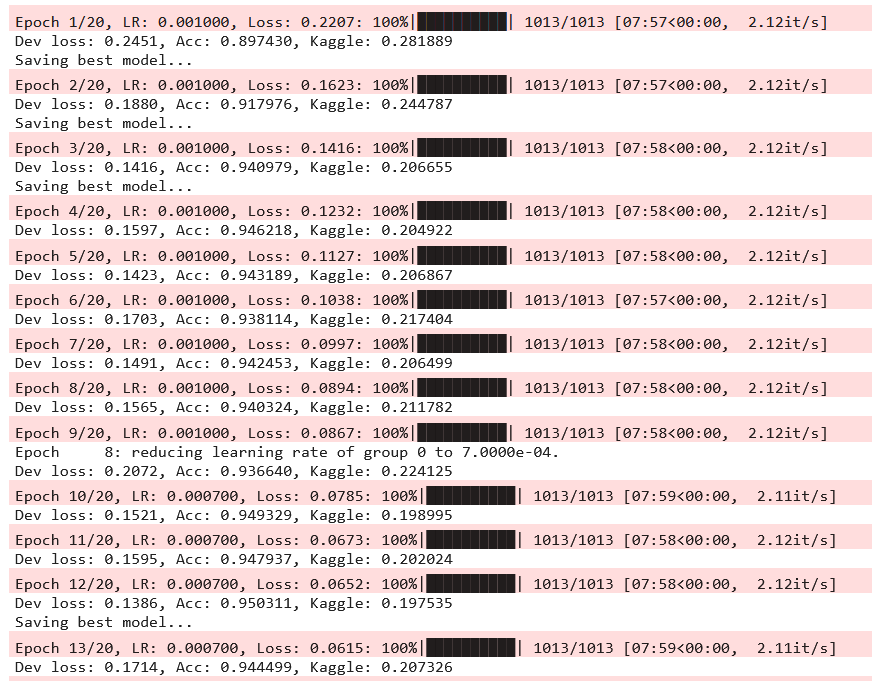 Epoch 1/20, LR: 0.001000, Loss: 0.2207: 100%|██████████| 1013/1013 [07:57<00:00, 2.12it/s]
Dev loss: 0.2451, Acc: 0.897430, Kaggle: 0.281889
Saving best model...
Epoch 2/20, LR: 0.001000, Loss: 0.1623: 100%|██████████| 1013/1013 [07:57<00:00, 2.12it/s]
Dev loss: 0.1880, Acc: 0.917976, Kaggle: 0.244787
Saving best model...
Epoch 3/20, LR: 0.001000, Loss: 0.1416: 100%|██████████| 1013/1013 [07:58<00:00, 2.12it/s]
Dev loss: 0.1416, Acc: 0.940979, Kaggle: 0.206655
Saving best model...
Epoch 4/20, LR: 0.001000, Loss: 0.1232: 100%|██████████| 1013/1013 [07:58<00:00, 2.12it/s]
Dev loss: 0.1597, Acc: 0.946218, Kaggle: 0.204922
Epoch 5/20, LR: 0.001000, Loss: 0.1127: 100%|██████████| 1013/1013 [07:58<00:00, 2.12it/s]
Dev loss: 0.1423, Acc: 0.943189, Kaggle: 0.206867
Epoch 6/20, LR: 0.001000, Loss: 0.1038: 100%|██████████| 1013/1013 [07:57<00:00, 2.12it/s]
Dev loss: 0.1703, Acc: 0.938114, Kaggle: 0.217404
Epoch 7/20, LR: 0.001000, Loss: 0.0997: 100%|██████████| 1013/1013 [07:58<00:00, 2.12it/s]
Dev loss: 0.1491, Acc: 0.942453, Kaggle: 0.206499
Epoch 8/20, LR: 0.001000, Loss: 0.0894: 100%|██████████| 1013/1013 [07:58<00:00, 2.12it/s]
Dev loss: 0.1565, Acc: 0.940324, Kaggle: 0.211782
Epoch 9/20, LR: 0.001000, Loss: 0.0867: 100%|██████████| 1013/1013 [07:58<00:00, 2.12it/s]
Epoch     8: reducing learning rate of group 0 to 7.0000e-04.
Dev loss: 0.2072, Acc: 0.936640, Kaggle: 0.224125
Epoch 10/20, LR: 0.000700, Loss: 0.0785: 100%|██████████| 1013/1013 [07:59<00:00, 2.11it/s]
Dev loss: 0.1521, Acc: 0.949329, Kaggle: 0.198995
Epoch 11/20, LR: 0.000700, Loss: 0.0673: 100%|██████████| 1013/1013 [07:58<00:00, 2.12it/s]
Dev loss: 0.1595, Acc: 0.947937, Kaggle: 0.202024
Epoch 12/20, LR: 0.000700, Loss: 0.0652: 100%|██████████| 1013/1013 [07:58<00:00, 2.12it/s]
Dev loss: 0.1386, Acc: 0.950311, Kaggle: 0.197535
Saving best model...
Epoch 13/20, LR: 0.000700, Loss: 0.0615: 100%|██████████| 1013/1013 [07:59<00:00, 2.11it/s]
Dev loss: 0.1714, Acc: 0.944499, Kaggle: 0.207326